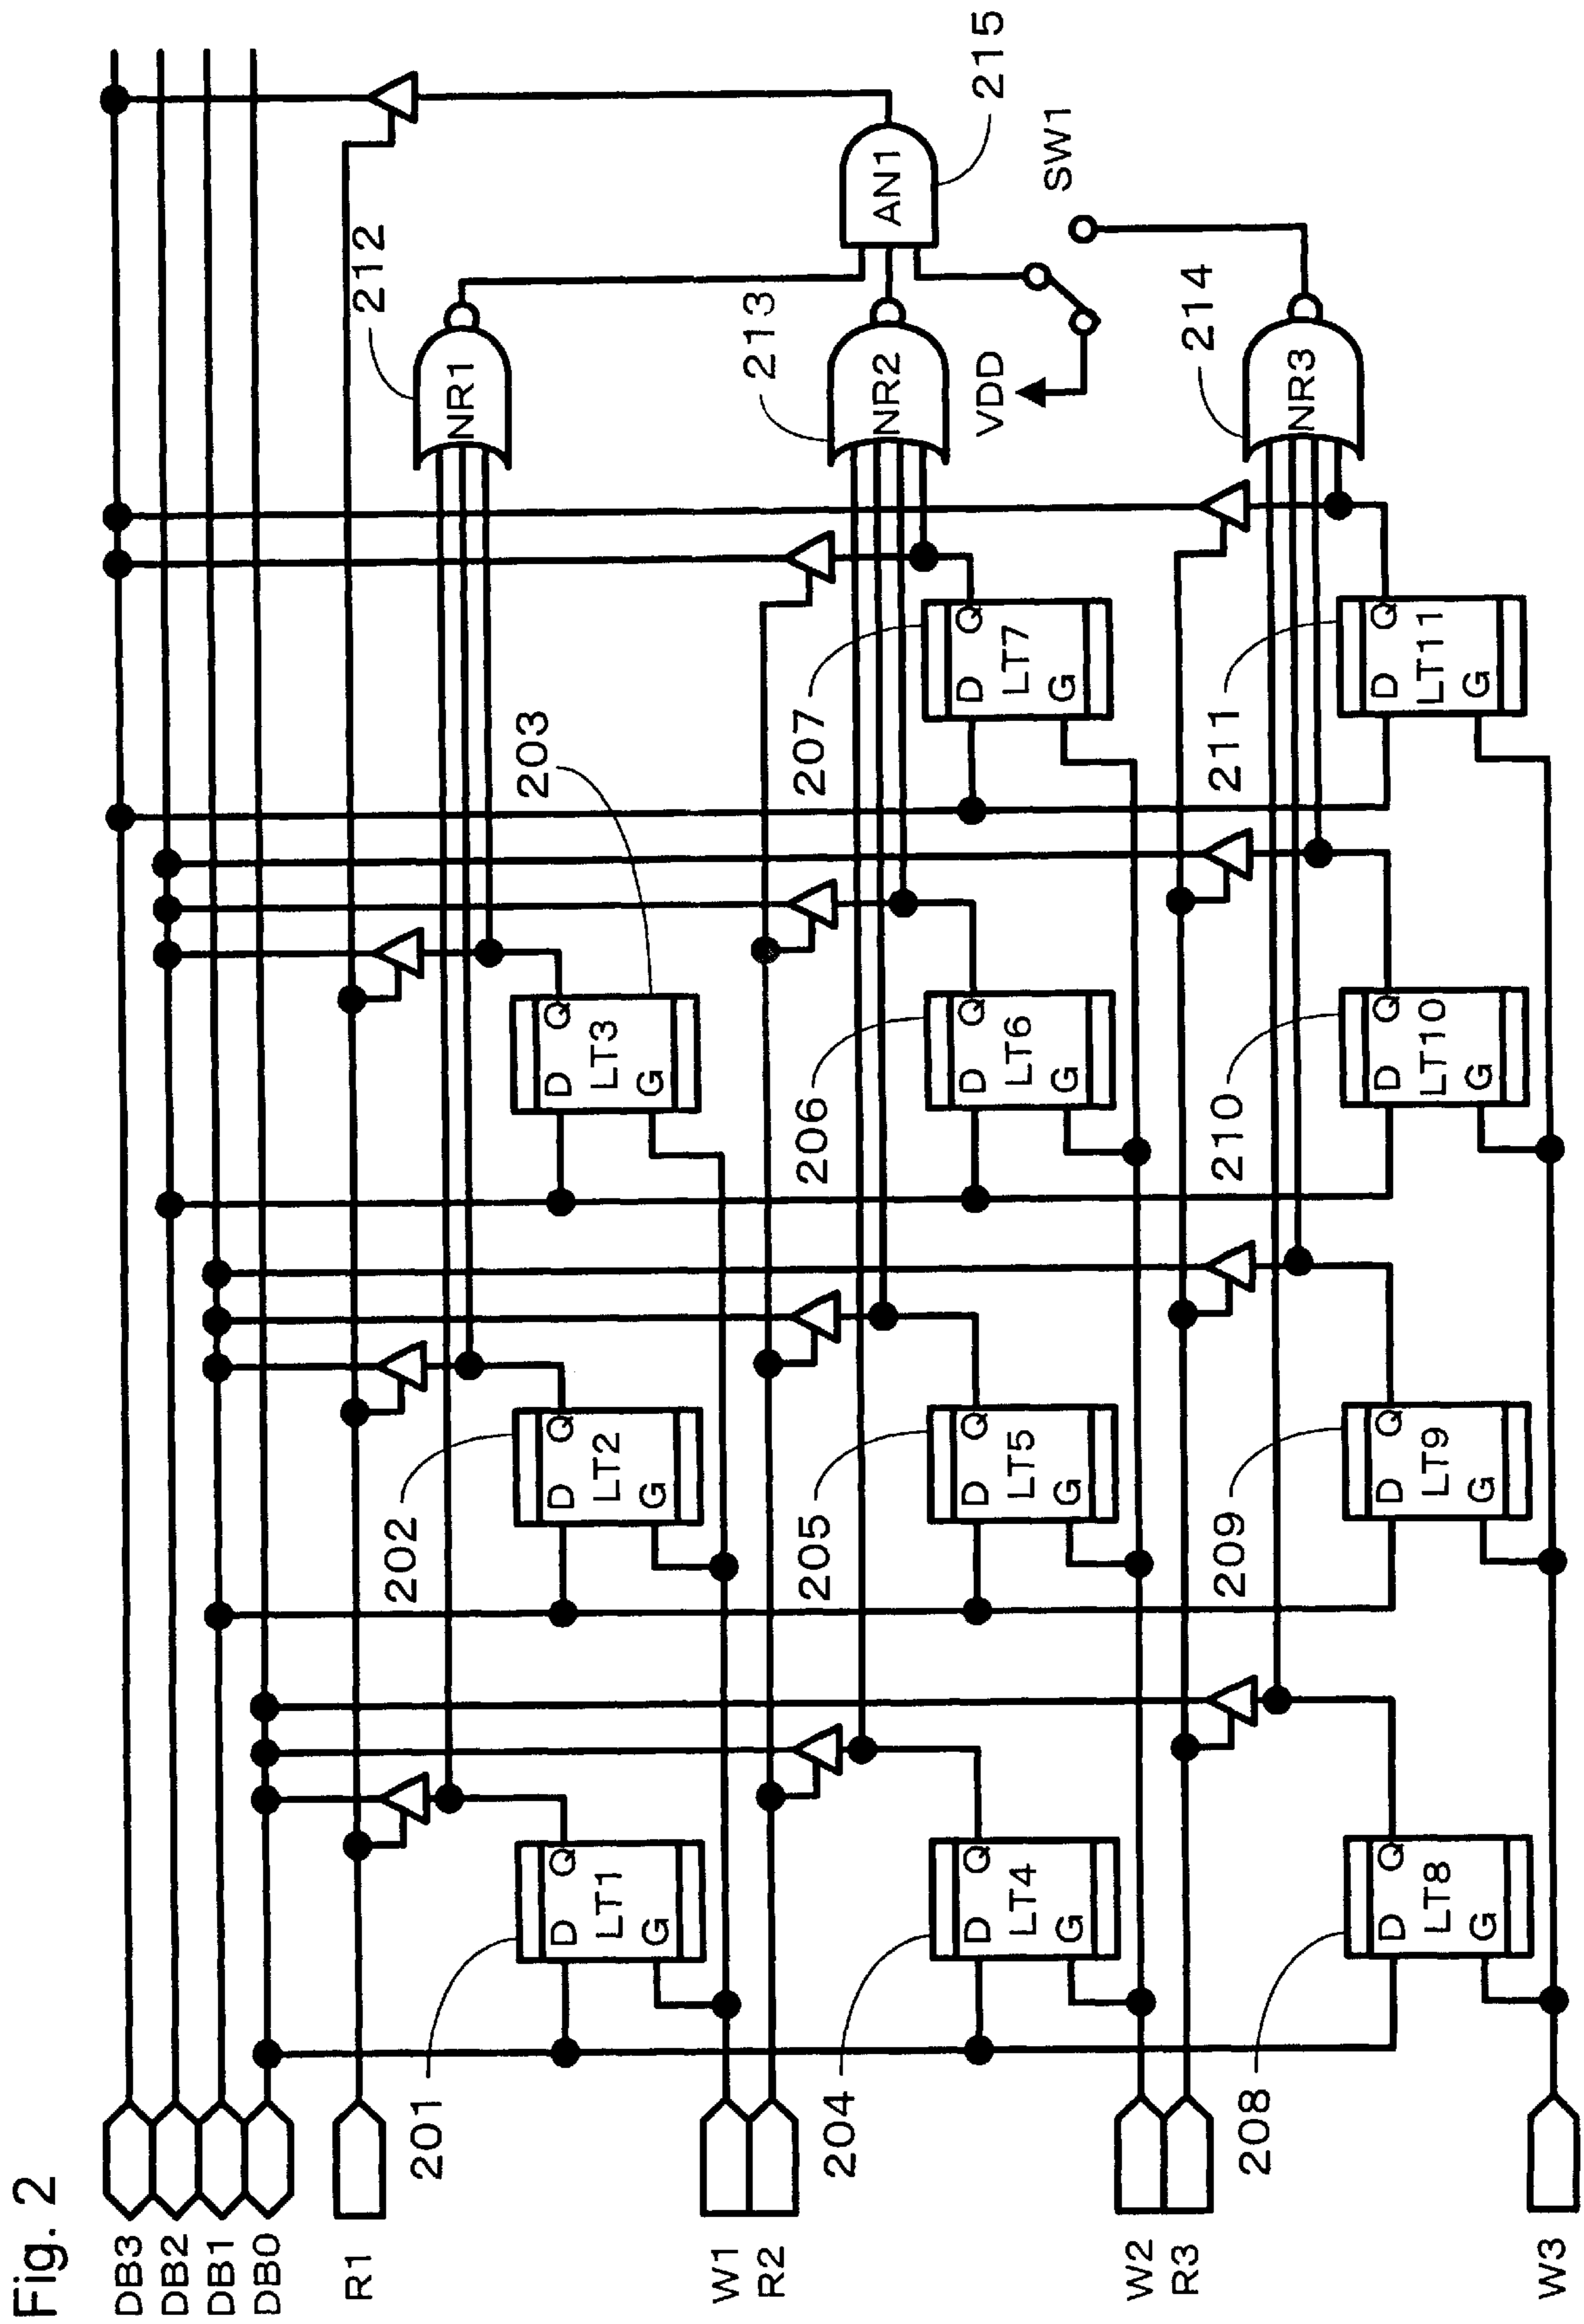 Fig. 2
DB3
DB2
DB1
DB0
R1
W1
R2
W2
R3
W3
201
D Q
LT1
G
202
D Q
LT2
G
203
D Q
LT3
G
212
NR1
204
D Q
LT4
G
205
D Q
LT5
G
206
D Q
LT6
G
207
D Q
LT7
G
213
NR2
AN1
215
VDD
SW1
208
D Q
LT8
G
209
D Q
LT9
G
210
D Q
LT10
G
211
D Q
LT11
G
214
NR3